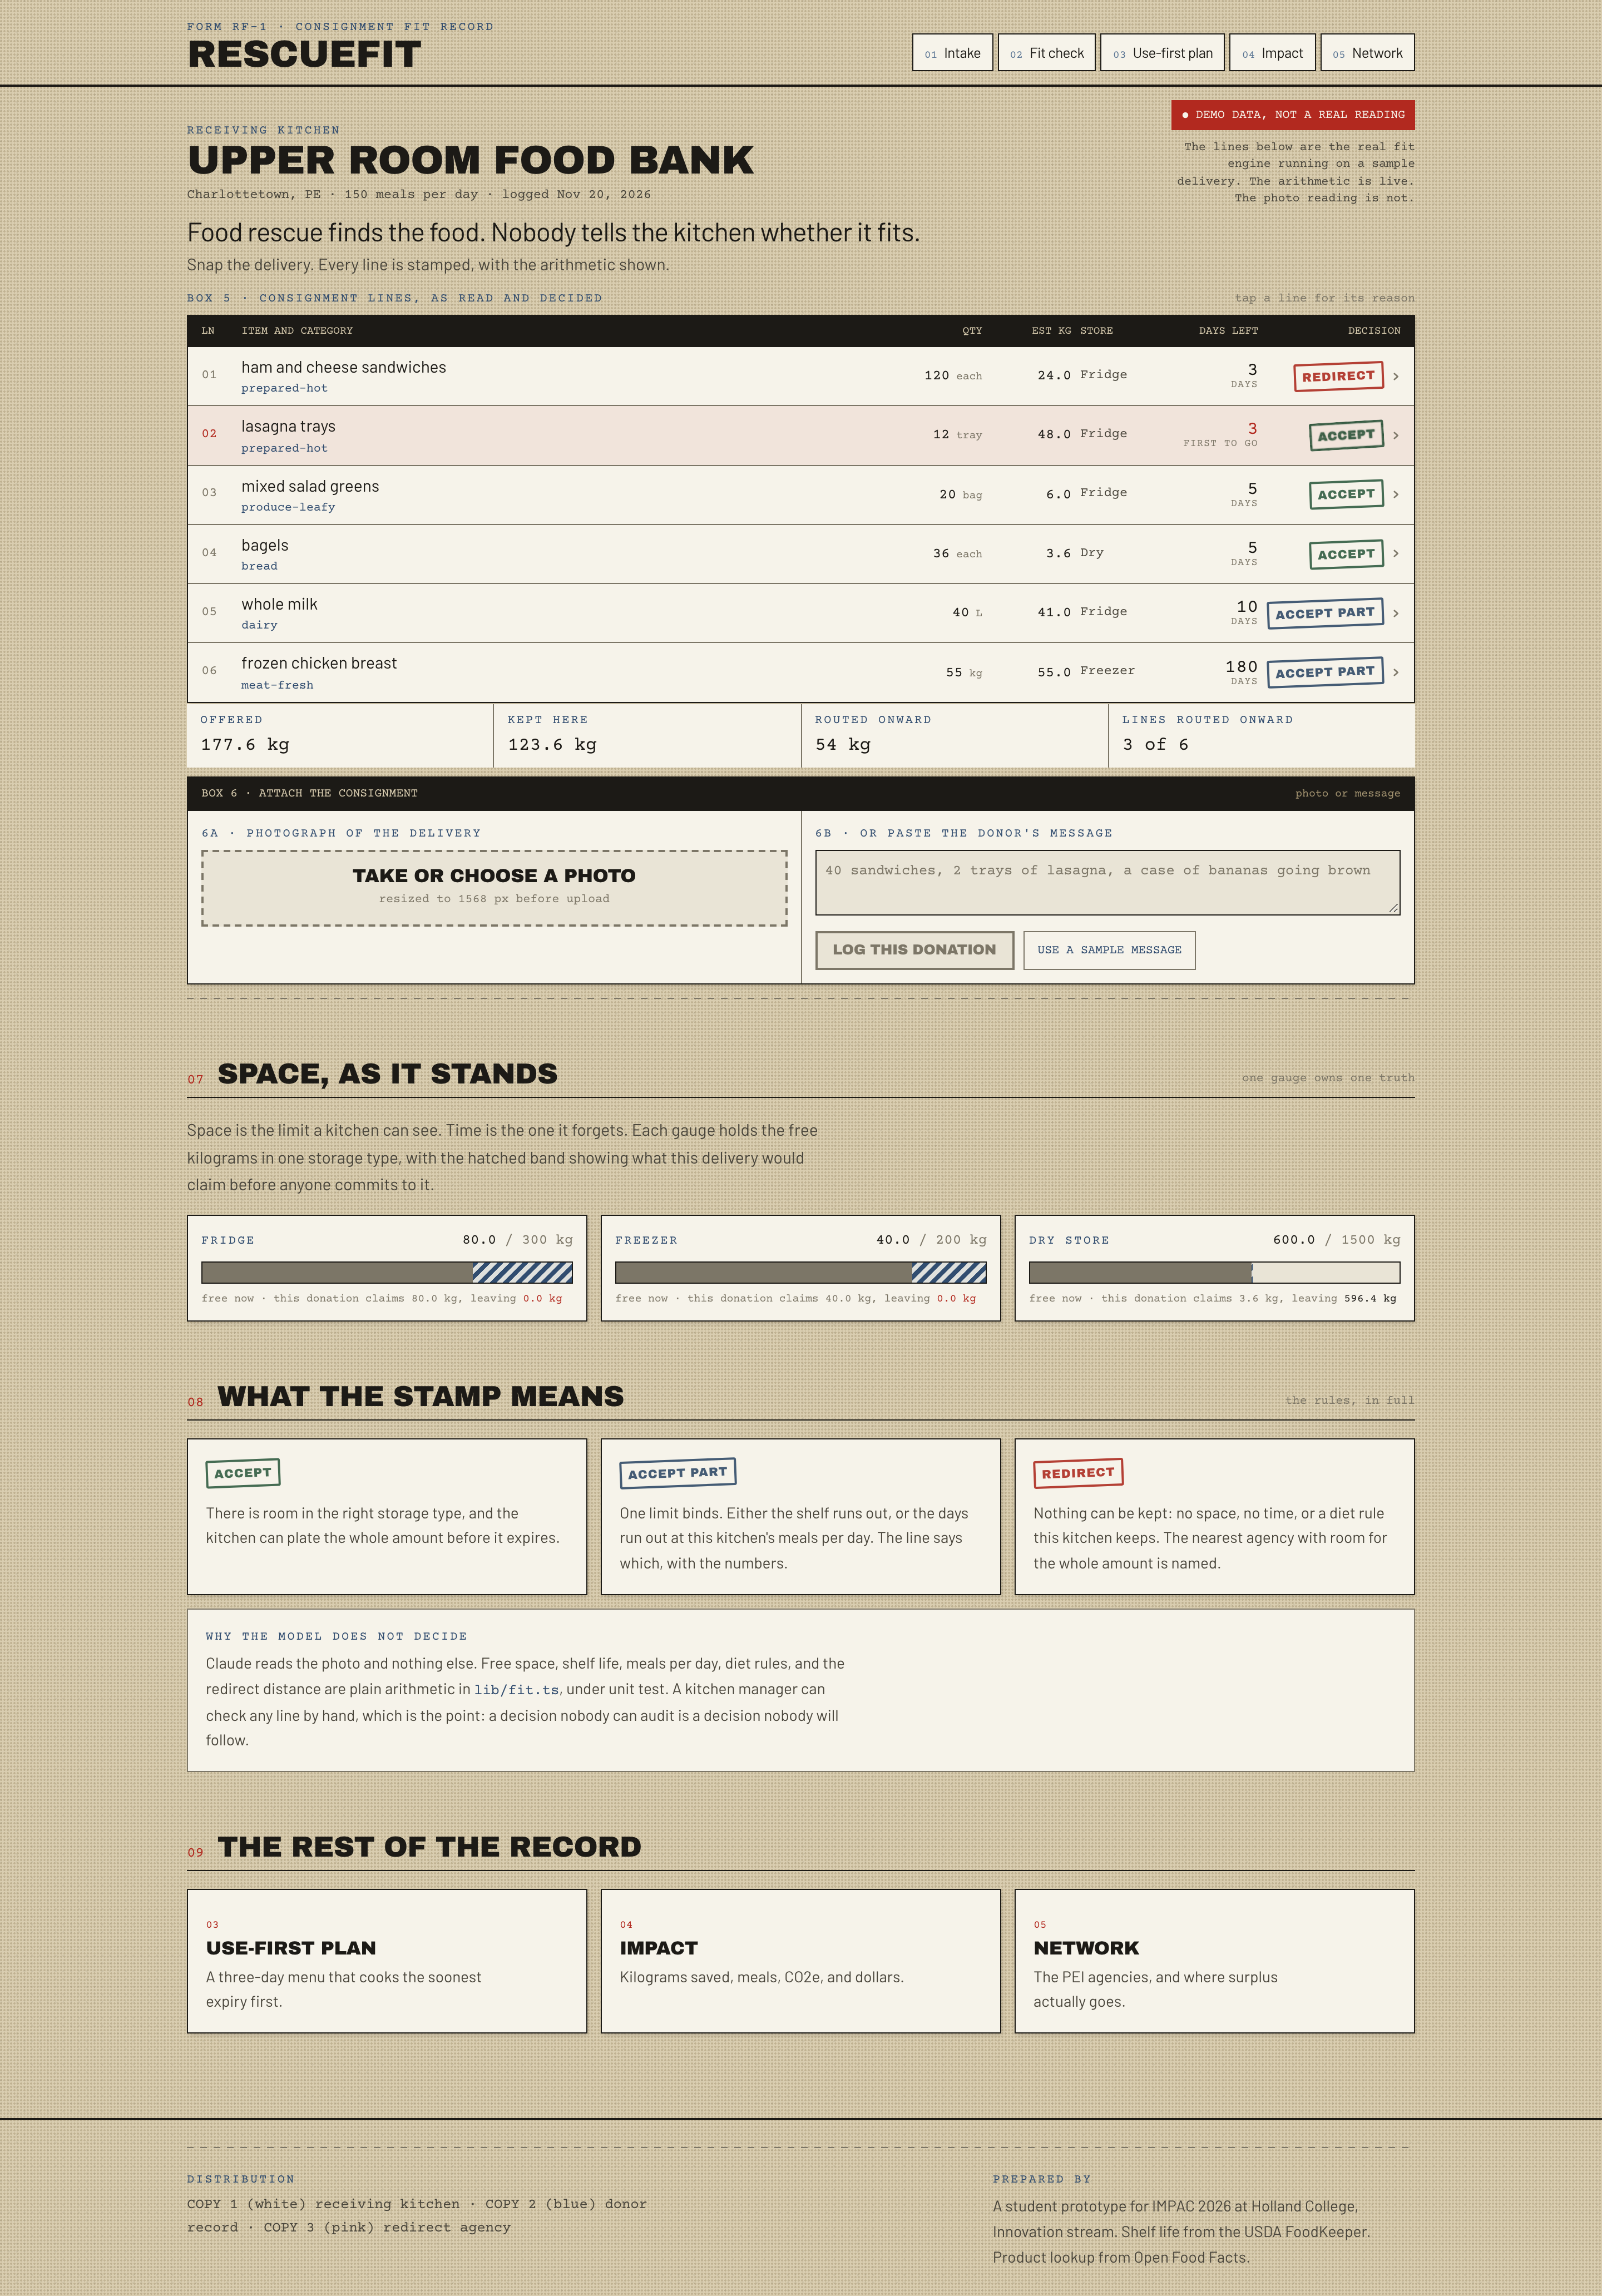 FORM RF-1 · CONSIGNMENT FIT RECORD
RESCUEFIT
01 Intake
02 Fit check
03 Use-first plan
04 Impact
05 Network
● DEMO DATA, NOT A REAL READING
The lines below are the real fit
engine running on a sample
delivery. The arithmetic is live.
The photo reading is not.
RECEIVING KITCHEN
UPPER ROOM FOOD BANK
Charlottetown, PE · 150 meals per day · logged Nov 20, 2026
Food rescue finds the food. Nobody tells the kitchen whether it fits.
Snap the delivery. Every line is stamped, with the arithmetic shown.
BOX 5 · CONSIGNMENT LINES, AS READ AND DECIDED
tap a line for its reason
LN ITEM AND CATEGORY QTY EST KG STORE DAYS LEFT DECISION
01 ham and cheese sandwiches 120 each 24.0 Fridge 3 REDIRECT ›
prepared-hot DAYS
02 lasagna trays 12 tray 48.0 Fridge 3 ACCEPT ›
prepared-hot FIRST TO GO
03 mixed salad greens 20 bag 6.0 Fridge 5 ACCEPT ›
produce-leafy DAYS
04 bagels 36 each 3.6 Dry 5 ACCEPT ›
bread DAYS
05 whole milk 40 L 41.0 Fridge 10 ACCEPT PART ›
dairy DAYS
06 frozen chicken breast 55 kg 55.0 Freezer 180 ACCEPT PART ›
meat-fresh DAYS
OFFERED
177.6 kg
KEPT HERE
123.6 kg
ROUTED ONWARD
54 kg
LINES ROUTED ONWARD
3 of 6
BOX 6 · ATTACH THE CONSIGNMENT
photo or message
6A · PHOTOGRAPH OF THE DELIVERY
TAKE OR CHOOSE A PHOTO
resized to 1568 px before upload
6B · OR PASTE THE DONOR'S MESSAGE
40 sandwiches, 2 trays of lasagna, a case of bananas going brown
LOG THIS DONATION
USE A SAMPLE MESSAGE
07 SPACE, AS IT STANDS
one gauge owns one truth
Space is the limit a kitchen can see. Time is the one it forgets. Each gauge holds the free
kilograms in one storage type, with the hatched band showing what this delivery would
claim before anyone commits to it.
FRIDGE 80.0 / 300 kg
free now · this donation claims 80.0 kg, leaving 0.0 kg
FREEZER 40.0 / 200 kg
free now · this donation claims 40.0 kg, leaving 0.0 kg
DRY STORE 600.0 / 1500 kg
free now · this donation claims 3.6 kg, leaving 596.4 kg
08 WHAT THE STAMP MEANS
the rules, in full
ACCEPT
There is room in the right storage type, and the
kitchen can plate the whole amount before it expires.
ACCEPT PART
One limit binds. Either the shelf runs out, or the days
run out at this kitchen's meals per day. The line says
which, with the numbers.
REDIRECT
Nothing can be kept: no space, no time, or a diet rule
this kitchen keeps. The nearest agency with room for
the whole amount is named.
WHY THE MODEL DOES NOT DECIDE
Claude reads the photo and nothing else. Free space, shelf life, meals per day, diet rules, and the
redirect distance are plain arithmetic in lib/fit.ts, under unit test. A kitchen manager can
check any line by hand, which is the point: a decision nobody can audit is a decision nobody will
follow.
09 THE REST OF THE RECORD
03
USE-FIRST PLAN
A three-day menu that cooks the soonest
expiry first.
04
IMPACT
Kilograms saved, meals, CO2e, and dollars.
05
NETWORK
The PEI agencies, and where surplus
actually goes.
DISTRIBUTION
COPY 1 (white) receiving kitchen · COPY 2 (blue) donor
record · COPY 3 (pink) redirect agency
PREPARED BY
A student prototype for IMPAC 2026 at Holland College,
Innovation stream. Shelf life from the USDA FoodKeeper.
Product lookup from Open Food Facts.